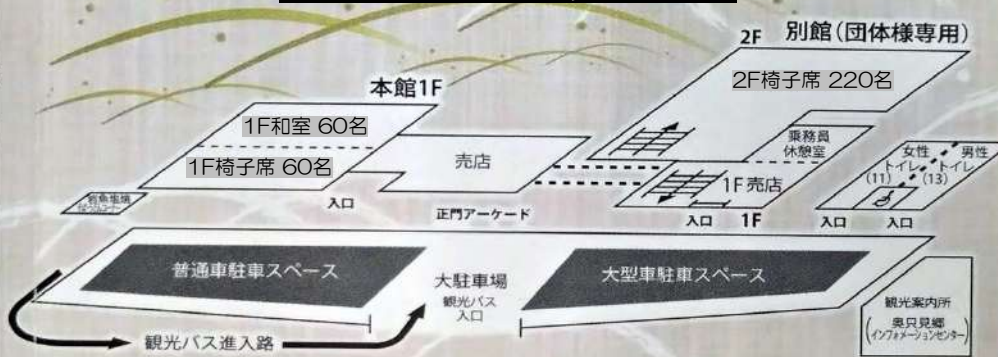 2F 別館(団体様専用)
2F椅子席 220名
本館1F
1F和室 60名
1F椅子席 60名
売店
乗務員
休憩室
1F売店
女性
トイレ
(11)
男性
トイレ
(13)
入口
正門アーケード
入口
1F
入口
入口
普通車駐車スペース
大駐車場
観光バス
入口
大型車駐車スペース
観光案内所
奥只見郷
(インフォメーションセンター)
観光バス進入路